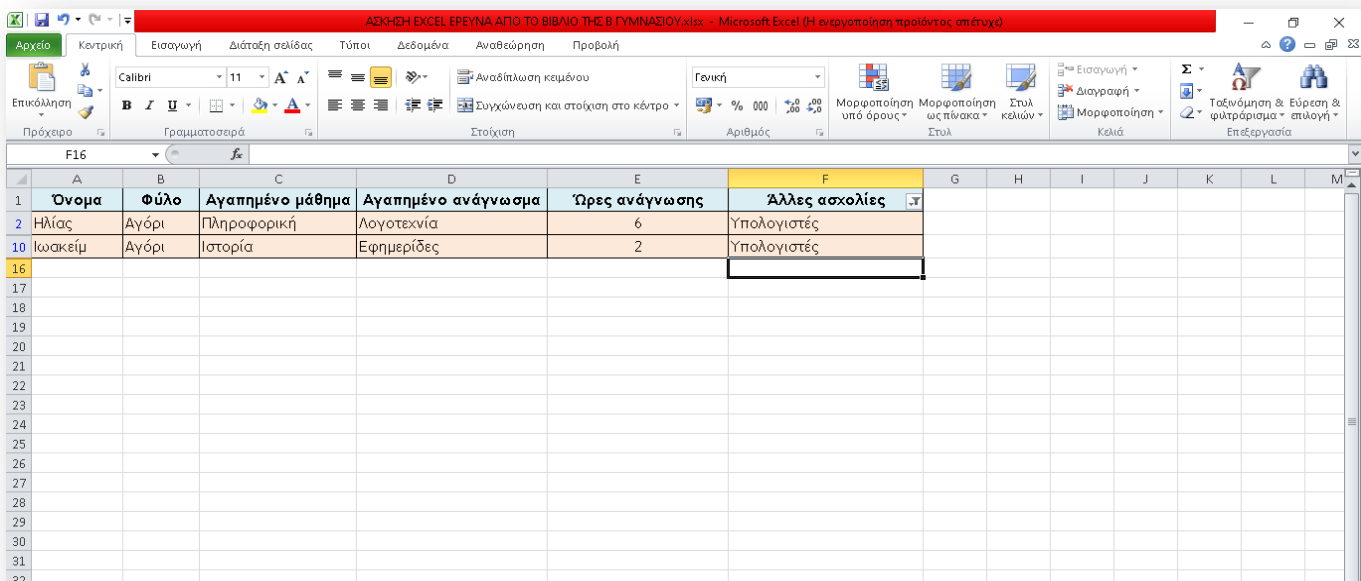 ΑΣΚΗΣΗ EXCEL ΕΡΕΥΝΑ ΑΠΟ ΤΟ ΒΙΒΛΙΟ ΤΗΣ Β ΓΥΜΝΑΣΙΟΥ.xlsx - Microsoft Excel (Η ενεργοποίηση προϊόντος απέτυχε)
Αρχείο Κεντρική Εισαγωγή Διάταξη σελίδας Τύποι Δεδομένα Αναθεώρηση Προβολή
Επικόλληση
Calibri 11
B I U
Αναδίπλωση κειμένου
Συγχώνευση και στοίχιση στο κέντρο
Γενική
% 000
Μορφοποίηση υπό όρους
Μορφοποίηση ως πίνακα
Στυλ κελιών
Εισαγωγή
Διαγραφή
Μορφοποίηση
Ταξινόμηση & φιλτράρισμα
Εύρεση & επιλογή
Πρόχειρο Γραμματοσειρά Στοίχιση Αριθμός Στυλ Κελιά Επεξεργασία
F16 fx
A B C D E F G H I J K L M
1 Όνομα Φύλο Αγαπημένο μάθημα Αγαπημένο ανάγνωσμα Ώρες ανάγνωσης Άλλες ασχολίες
2 Ηλίας Αγόρι Πληροφορική Λογοτεχνία 6 Υπολογιστές
10 Ιωακείμ Αγόρι Ιστορία Εφημερίδες 2 Υπολογιστές
16
17
18
19
20
21
22
23
24
25
26
27
28
29
30
31
32